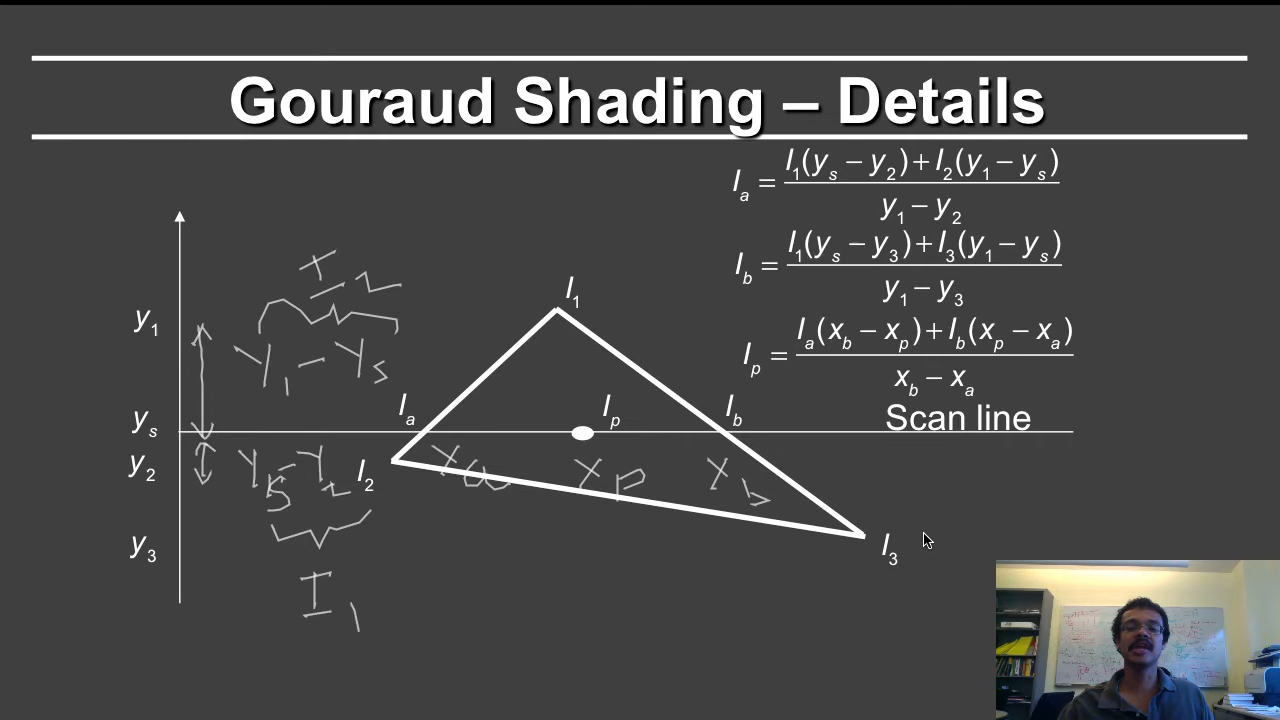 Gouraud Shading – Details
I_a = (I_1(y_s − y_2) + I_2(y_1 − y_s)) / (y_1 − y_2)
I_b = (I_1(y_s − y_3) + I_3(y_1 − y_s)) / (y_1 − y_3)
I_p = (I_a(x_b − x_p) + I_b(x_p − x_a)) / (x_b − x_a)
Scan line
I_2
y_1
Y_1 − Y_s
I_1
y_s
I_a
I_p
I_b
y_2
Y_s − Y_2
I_2
X_a
X_p
X_b
y_3
I_3
I_1